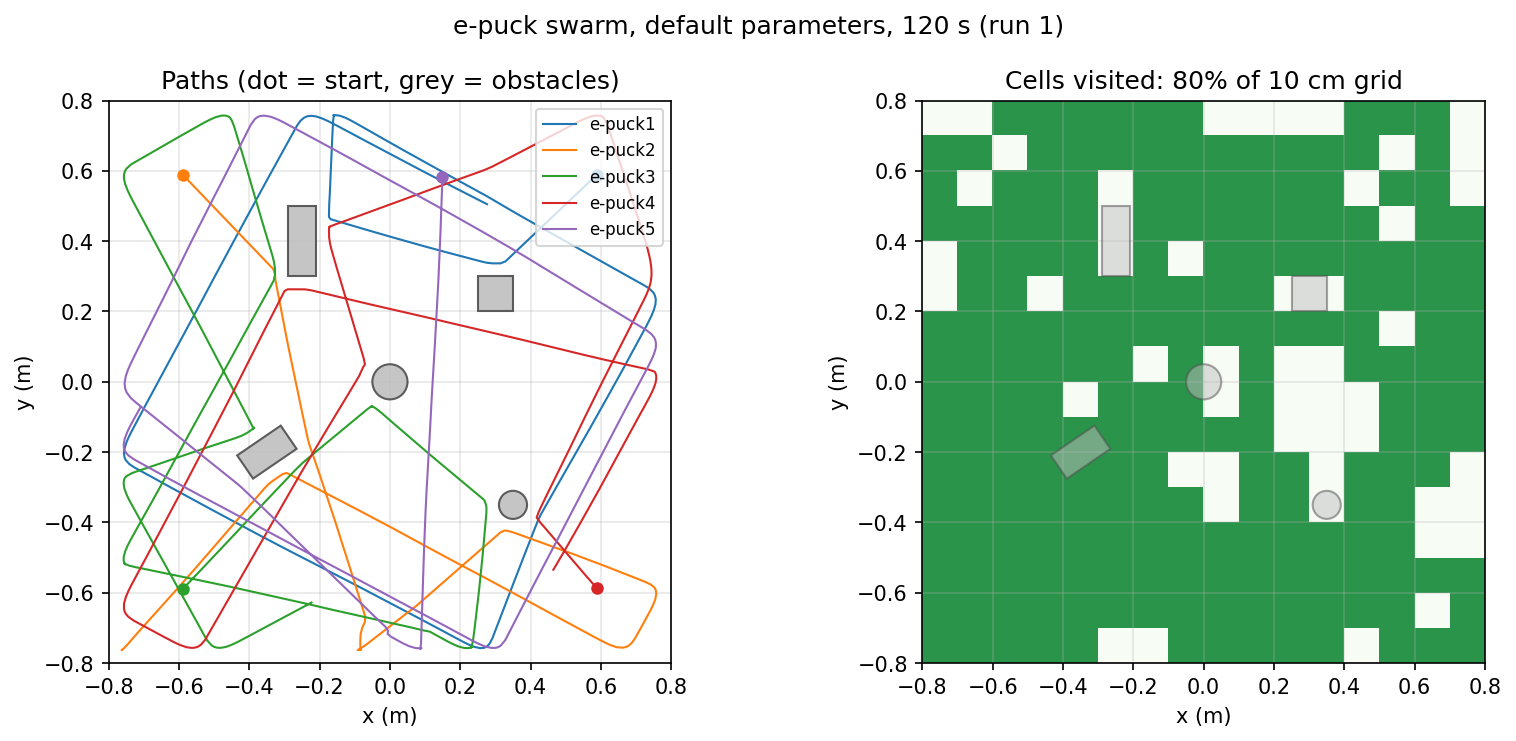 e-puck swarm, default parameters, 120 s (run 1)
Paths (dot = start, grey = obstacles)
0.8
0.6
0.4
0.2
0.0
−0.2
−0.4
−0.6
−0.8
y (m)
e-puck1
e-puck2
e-puck3
e-puck4
e-puck5
−0.8 −0.6 −0.4 −0.2 0.0 0.2 0.4 0.6 0.8
x (m)
Cells visited: 80% of 10 cm grid
0.8
0.6
0.4
0.2
0.0
−0.2
−0.4
−0.6
−0.8
y (m)
−0.8 −0.6 −0.4 −0.2 0.0 0.2 0.4 0.6 0.8
x (m)